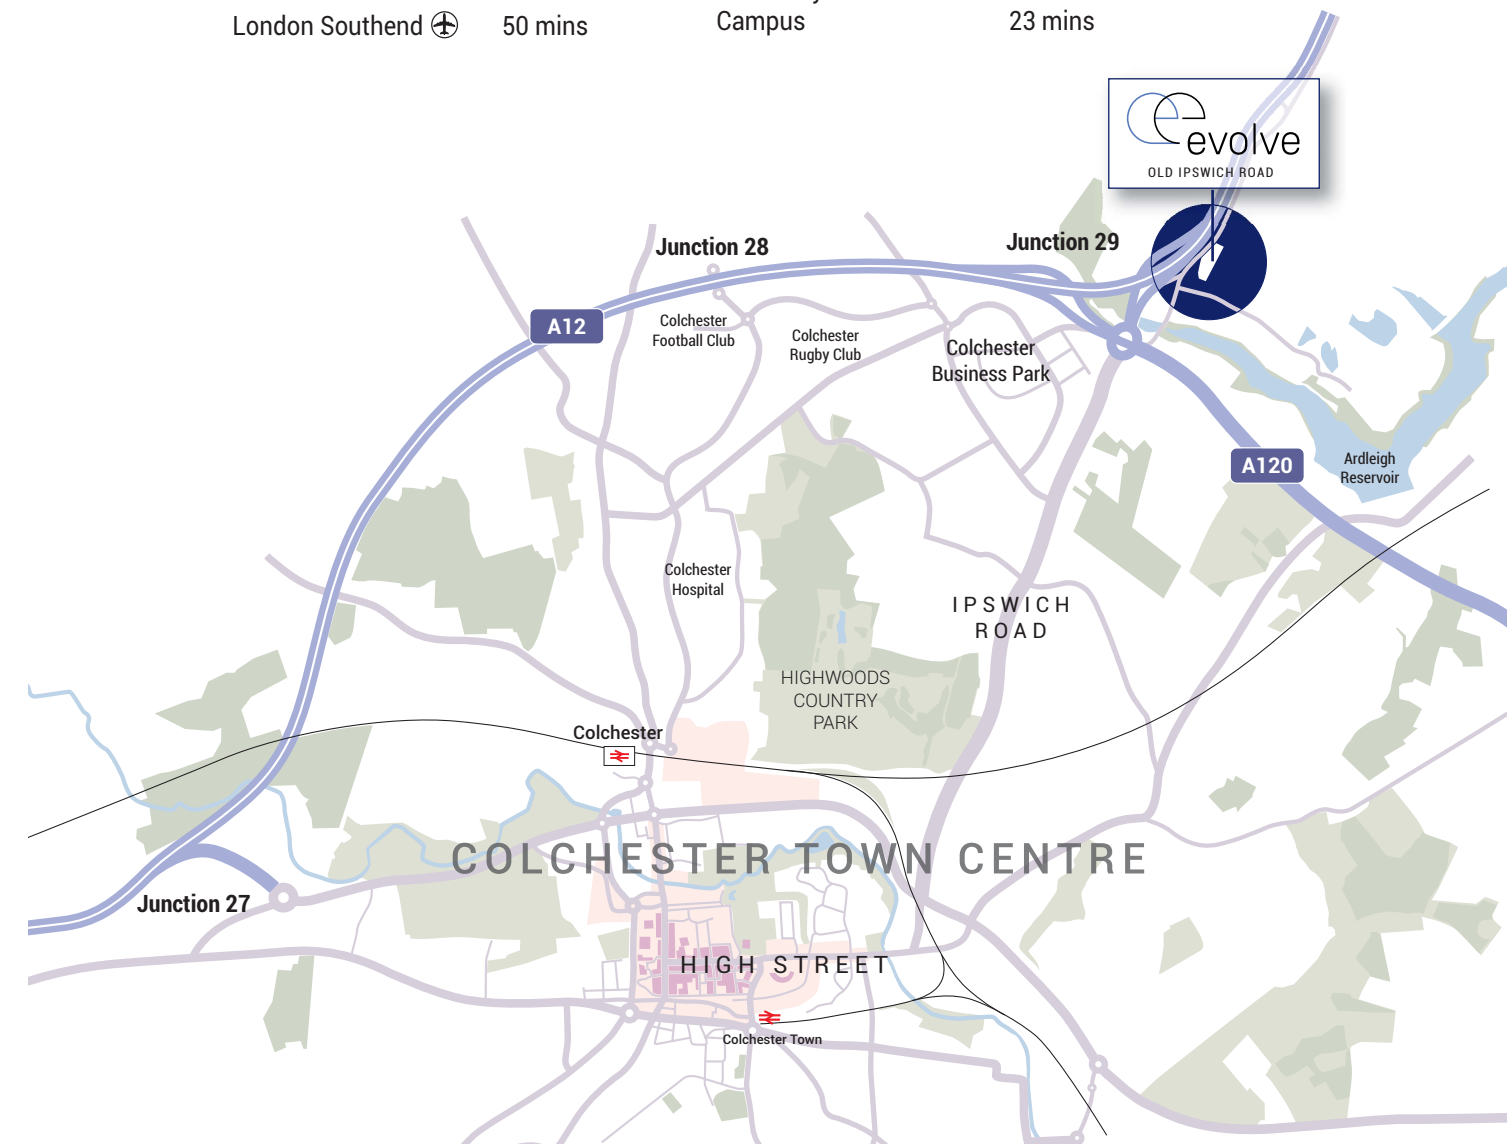 London Southend 50 mins
Campus 23 mins
evolve
OLD IPSWICH ROAD
Junction 28
Junction 29
A12
Colchester
Football Club
Colchester
Rugby Club
Colchester
Business Park
A120
Ardleigh
Reservoir
Colchester
Hospital
IPSWICH
ROAD
HIGHWOODS
COUNTRY
PARK
Colchester
COLCHESTER TOWN CENTRE
Junction 27
HIGH STREET
Colchester Town